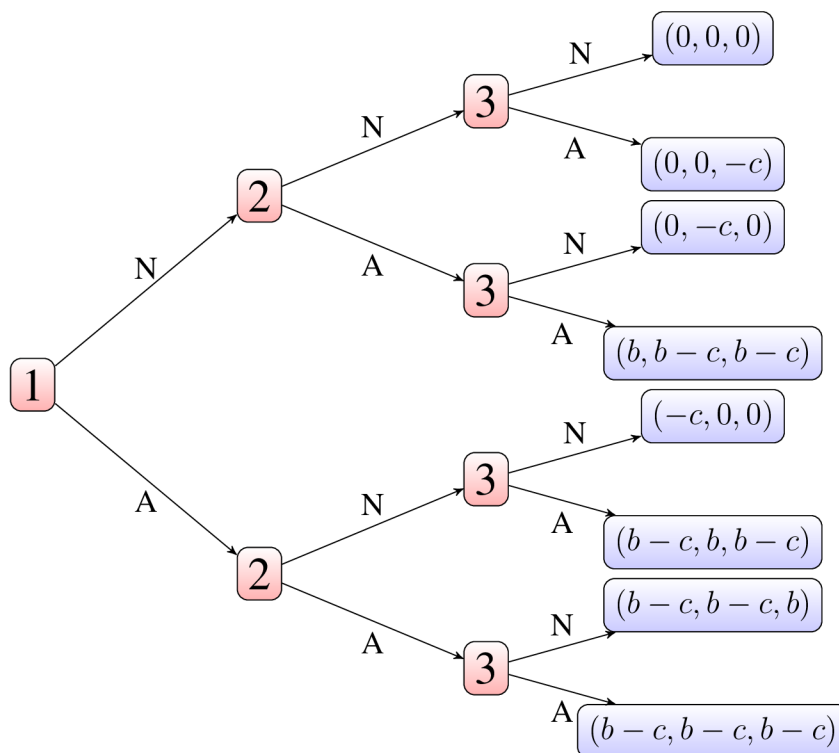 (0, 0, 0)
N
3
N
A
(0, 0, −c)
2
(0, −c, 0)
N
N
A
3
A
(b, b − c, b − c)
1
(−c, 0, 0)
N
N
3
A
A
(b − c, b, b − c)
2
(b − c, b − c, b)
N
A
3
A
(b − c, b − c, b − c)